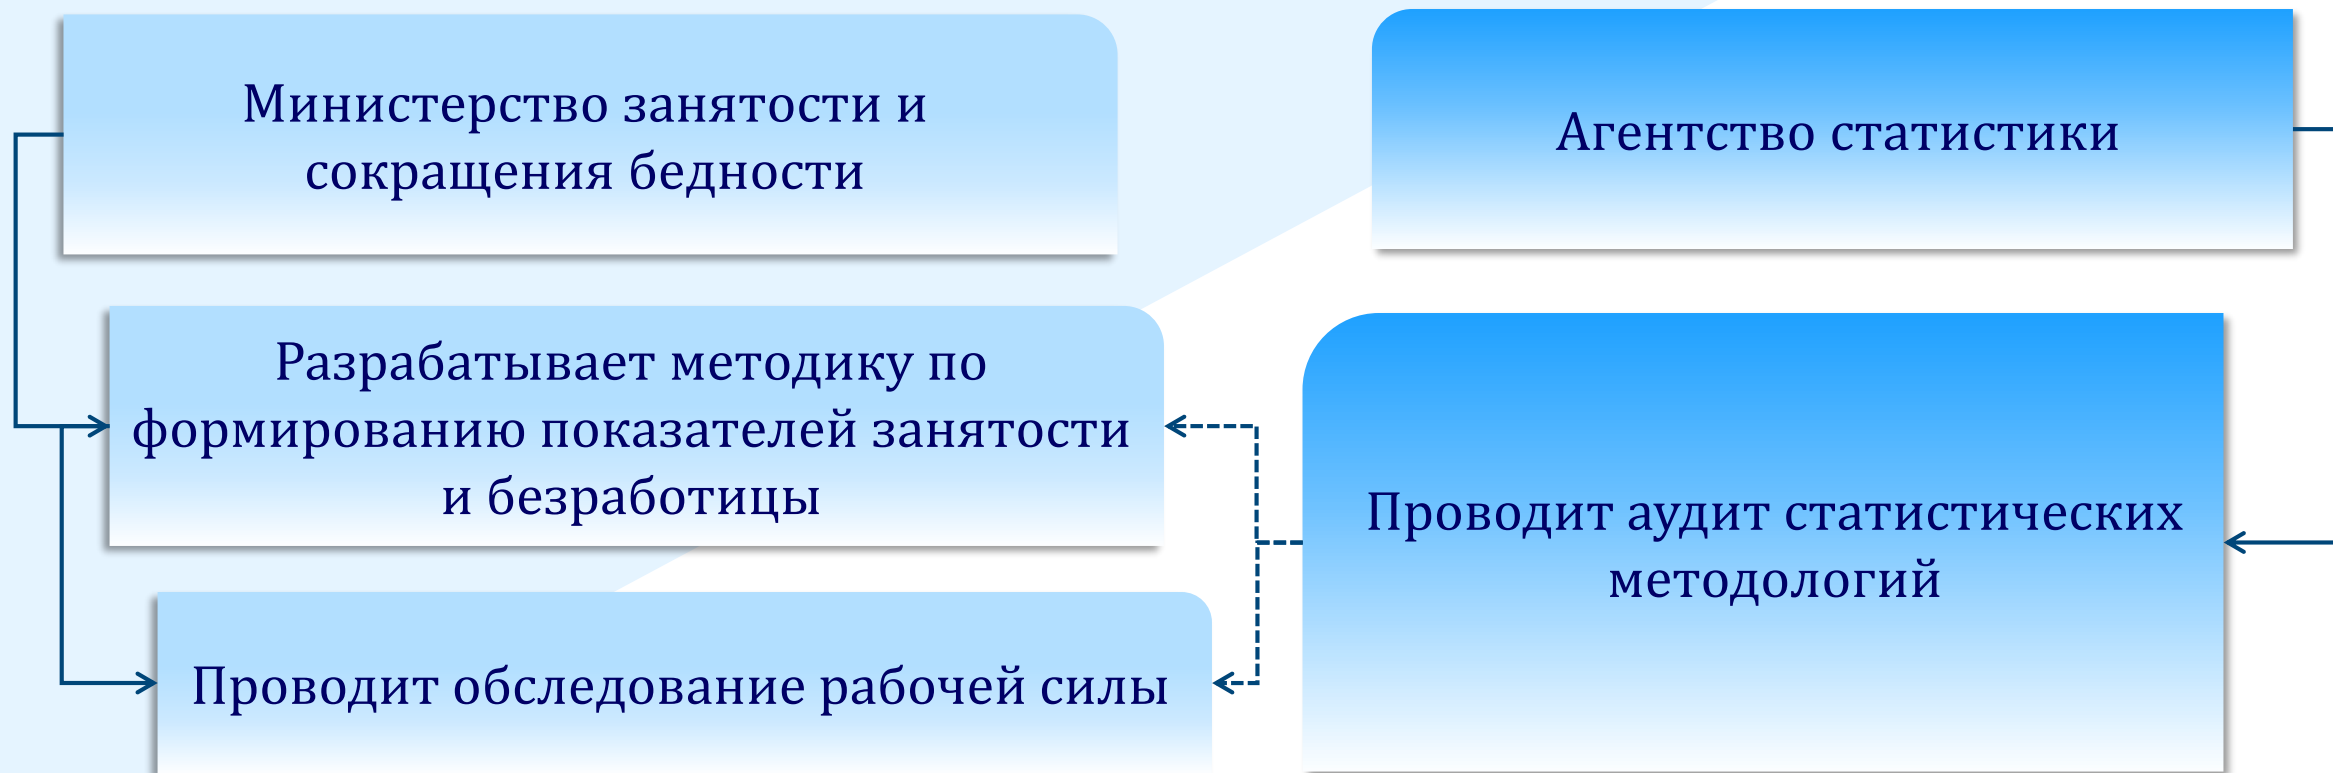 Министерство занятости и
сокращения бедности
Агентство статистики
Разрабатывает методику по
формированию показателей занятости
и безработицы
Проводит аудит статистических
методологий
Проводит обследование рабочей силы